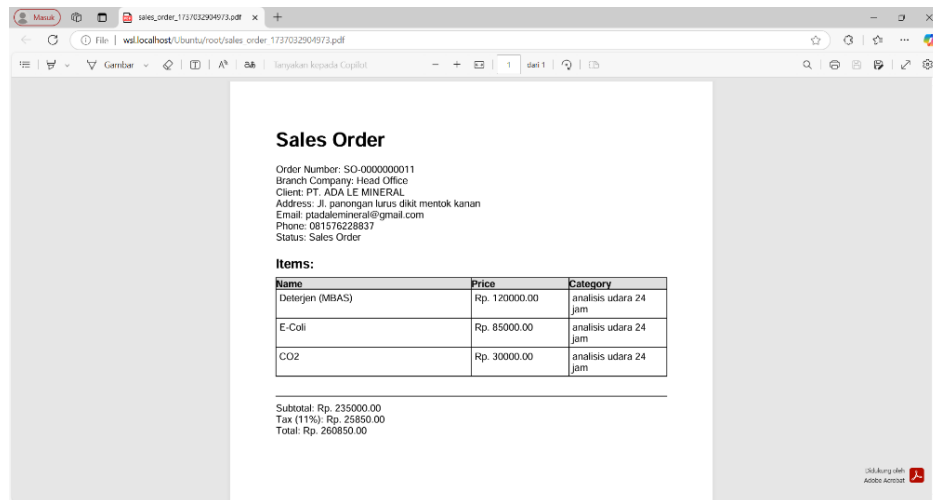 Masuk
sales_order_1737032904973.pdf
File
wsl.localhost/Ubuntu/root/sales_order_1737032904973.pdf
Gambar
Tanyakan kepada Copilot
1 dari 1
Sales Order
Order Number: SO-0000000011
Branch Company: Head Office
Client: PT. ADA LE MINERAL
Address: Jl. panongan lurus dikit mentok kanan
Email: ptadalemineral@gmail.com
Phone: 081576228837
Status: Sales Order
Items:
Name Price Category
Deterjen (MBAS) Rp. 120000.00 analisis udara 24
jam
E-Coli Rp. 85000.00 analisis udara 24
jam
CO2 Rp. 30000.00 analisis udara 24
jam
Subtotal: Rp. 235000.00
Tax (11%): Rp. 25850.00
Total: Rp. 260850.00
Didukung oleh
Adobe Acrobat